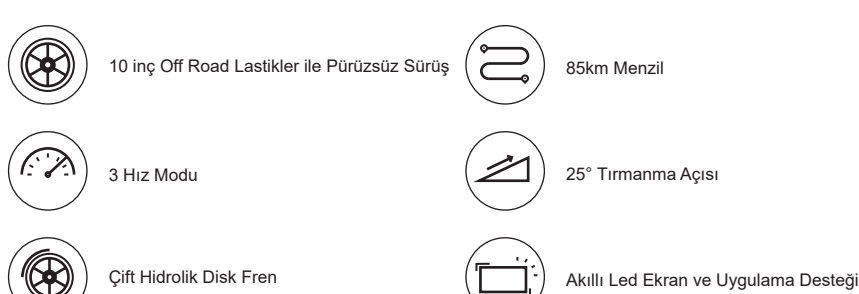 10 inç Off Road Lastikler ile Pürüzsüz Sürüş
85km Menzil
3 Hız Modu
25° Tırmanma Açısı
Çift Hidrolik Disk Fren
Akıllı Led Ekran ve Uygulama Desteği